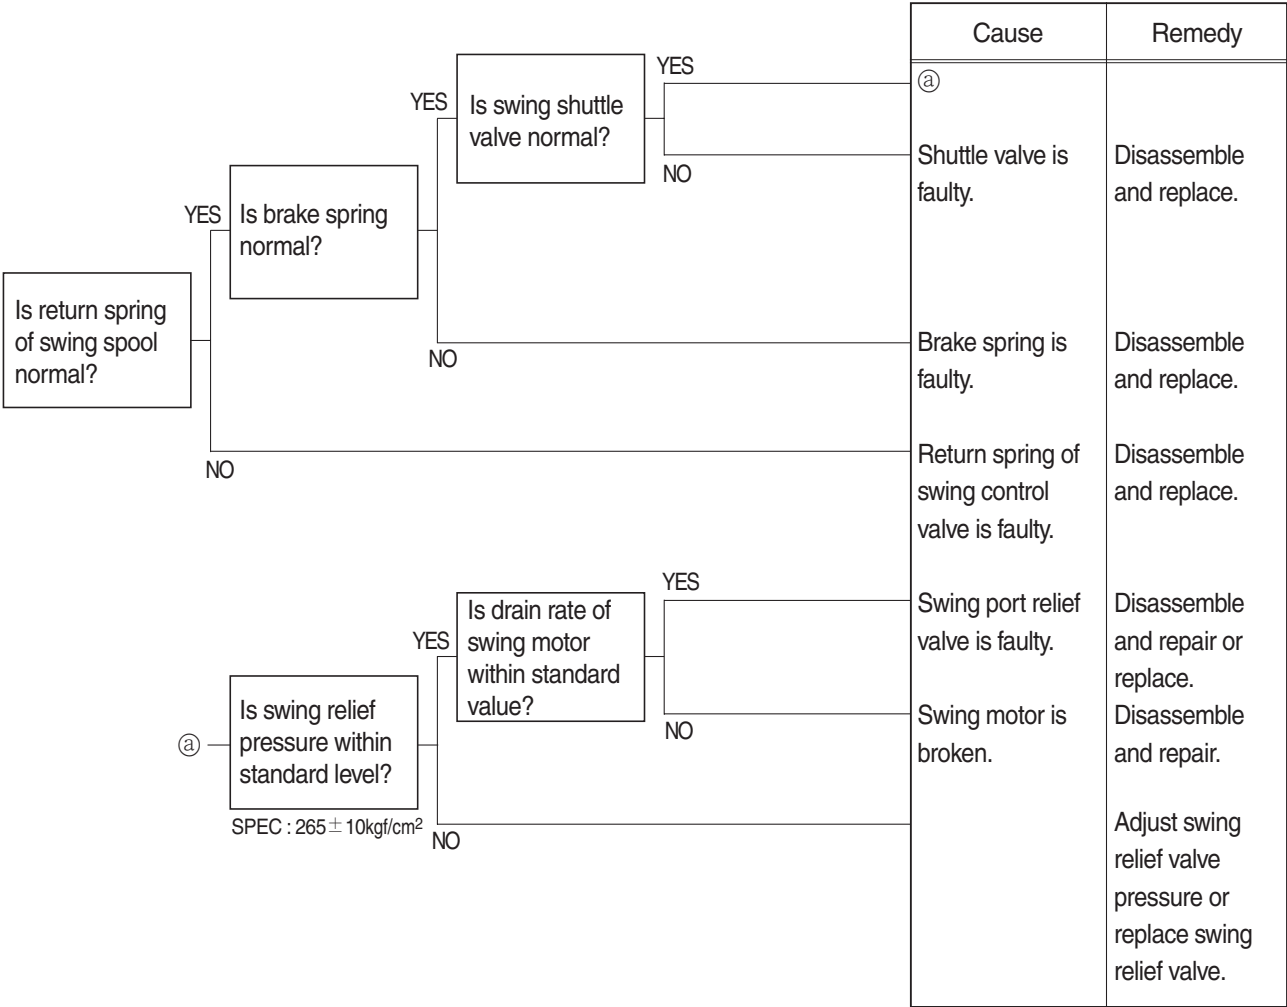 Cause
Remedy
YES
Is swing shuttle
valve normal?
ⓐ
NO
Shuttle valve is
faulty.
Disassemble
and replace.
YES
Is brake spring
normal?
NO
Brake spring is
faulty.
Disassemble
and replace.
YES
Is return spring
of swing spool
normal?
NO
Return spring of
swing control
valve is faulty.
Disassemble
and replace.
YES
Is drain rate of
swing motor
within standard
value?
Swing port relief
valve is faulty.
Disassemble
and repair or
replace.
NO
Swing motor is
broken.
Disassemble
and repair.
YES
ⓐ
Is swing relief
pressure within
standard level?
SPEC : 265±10kgf/cm²
NO
Adjust swing
relief valve
pressure or
replace swing
relief valve.